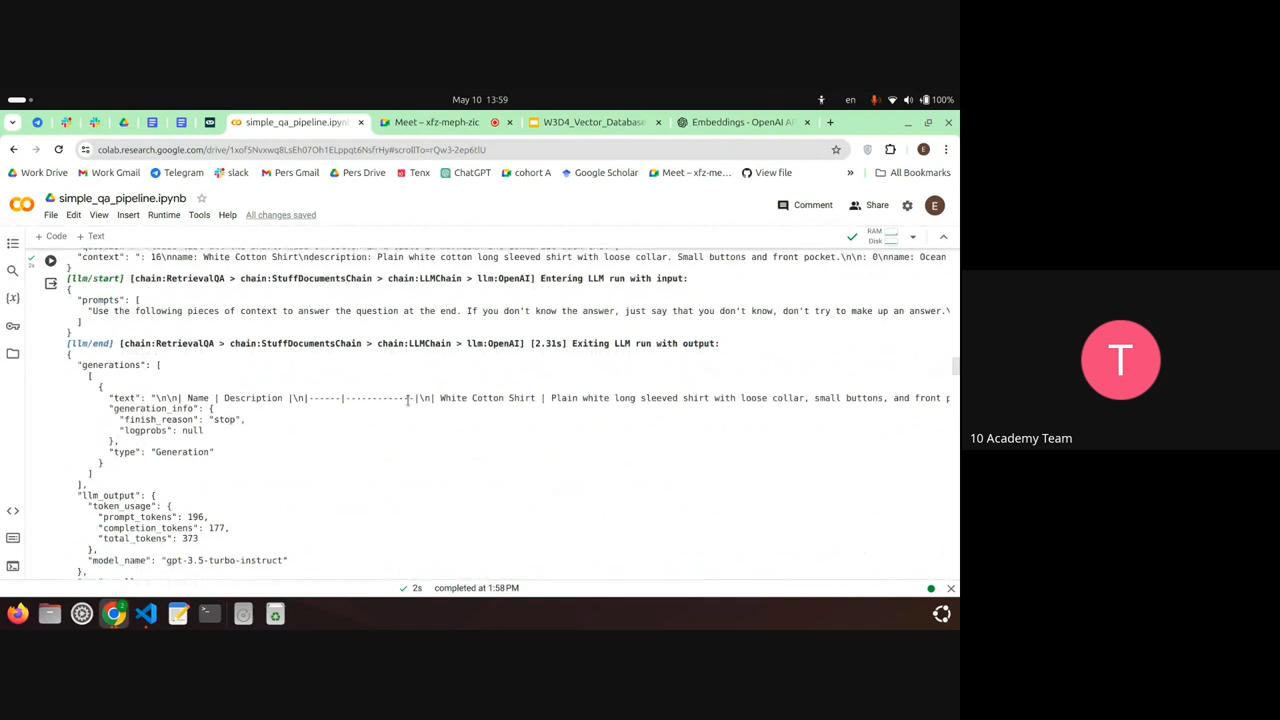 May 10 13:59
en
100%
simple_qa_pipeline.ipyn
Meet – xfz-meph-zic
W3D4_Vector_Database
Embeddings - OpenAI AP
colab.research.google.com/drive/1xof5Nvxwq8LsEh07Oh1ELppqt6NsfrHy#scrollTo=rQw3-2ep6tlU
E
Work Drive
Work Gmail
Telegram
slack
Pers Gmail
Pers Drive
Tenx
ChatGPT
cohort A
Google Scholar
Meet – xfz-me...
View file
All Bookmarks
CO
simple_qa_pipeline.ipynb
Comment
Share
E
File Edit View Insert Runtime Tools Help All changes saved
+ Code + Text
RAM
Disk
2s
"context": ": 16\nname: White Cotton Shirt\ndescription: Plain white cotton long sleeved shirt with loose collar. Small buttons and front pocket.\n\n: 0\nname: Ocean
}
[llm/start] [chain:RetrievalQA > chain:StuffDocumentsChain > chain:LLMChain > llm:OpenAI] Entering LLM run with input:
{
"prompts": [
"Use the following pieces of context to answer the question at the end. If you don't know the answer, just say that you don't know, don't try to make up an answer.\
]
}
[llm/end] [chain:RetrievalQA > chain:StuffDocumentsChain > chain:LLMChain > llm:OpenAI] [2.31s] Exiting LLM run with output:
{
"generations": [
[
{
"text": "\n\n| Name | Description |\n|------|-------------|\n| White Cotton Shirt | Plain white long sleeved shirt with loose collar, small buttons, and front p
"generation_info": {
"finish_reason": "stop",
"logprobs": null
},
"type": "Generation"
}
]
],
"llm_output": {
"token_usage": {
"prompt_tokens": 196,
"completion_tokens": 177,
"total_tokens": 373
},
"model_name": "gpt-3.5-turbo-instruct"
},
2s completed at 1:58 PM
2
T
10 Academy Team